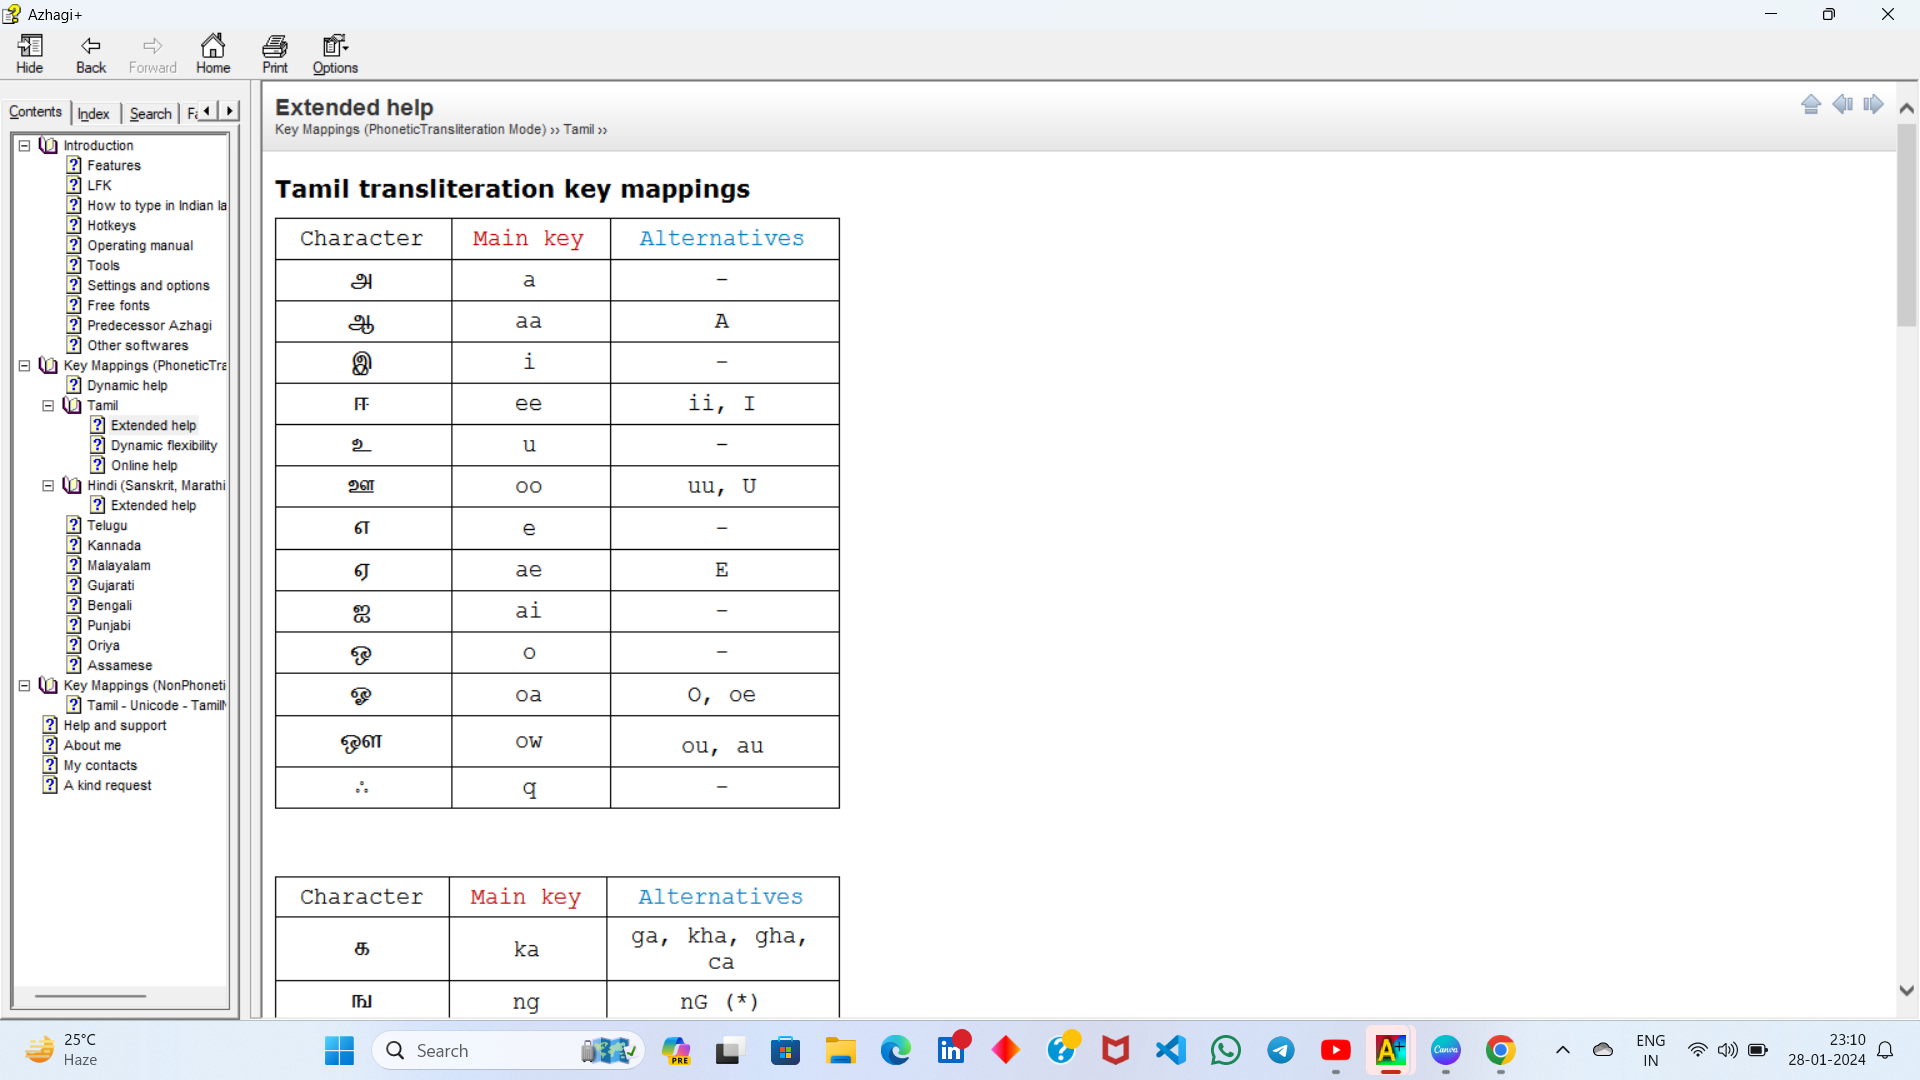 Azhagi+
Hide Back Forward Home Print Options
Contents Index Search Fa
Introduction
Features
LFK
How to type in Indian la
Hotkeys
Operating manual
Tools
Settings and options
Free fonts
Predecessor Azhagi
Other softwares
Key Mappings (PhoneticTra
Dynamic help
Tamil
Extended help
Dynamic flexibility
Online help
Hindi (Sanskrit, Marathi
Extended help
Telugu
Kannada
Malayalam
Gujarati
Bengali
Punjabi
Oriya
Assamese
Key Mappings (NonPhoneti
Tamil - Unicode - Tamil
Help and support
About me
My contacts
A kind request
Extended help
Key Mappings (PhoneticTransliteration Mode) ›› Tamil ››
Tamil transliteration key mappings
Character Main key Alternatives
அ a -
ஆ aa A
இ i -
ஈ ee ii, I
உ u -
ஊ oo uu, U
எ e -
ஏ ae E
ஐ ai -
ஒ o -
ஓ oa O, oe
ஔ ow ou, au
ஃ q -
Character Main key Alternatives
க ka ga, kha, gha,
ca
ங ng nG (*)
25°C
Haze
Search
PRE
Canva
ENG
IN
23:10
28-01-2024